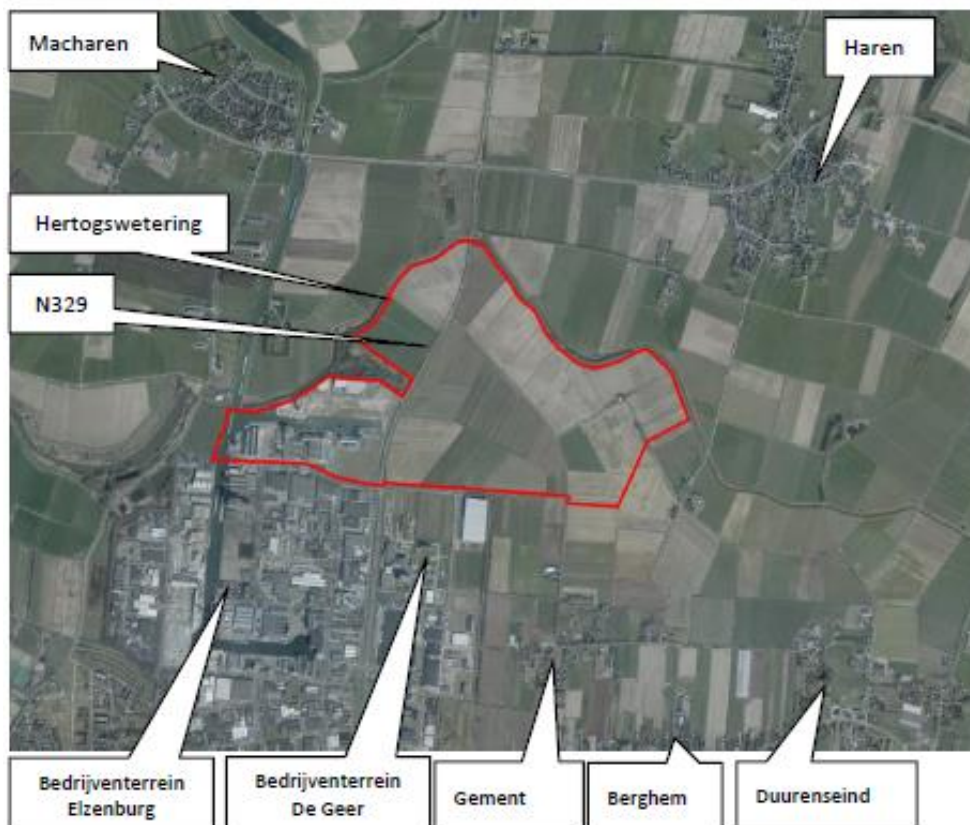 Macharen
Haren
Hertogswetering
N329
Bedrijventerrein
Elzenburg
Bedrijventerrein
De Geer
Gement
Berghem
Duurenseind